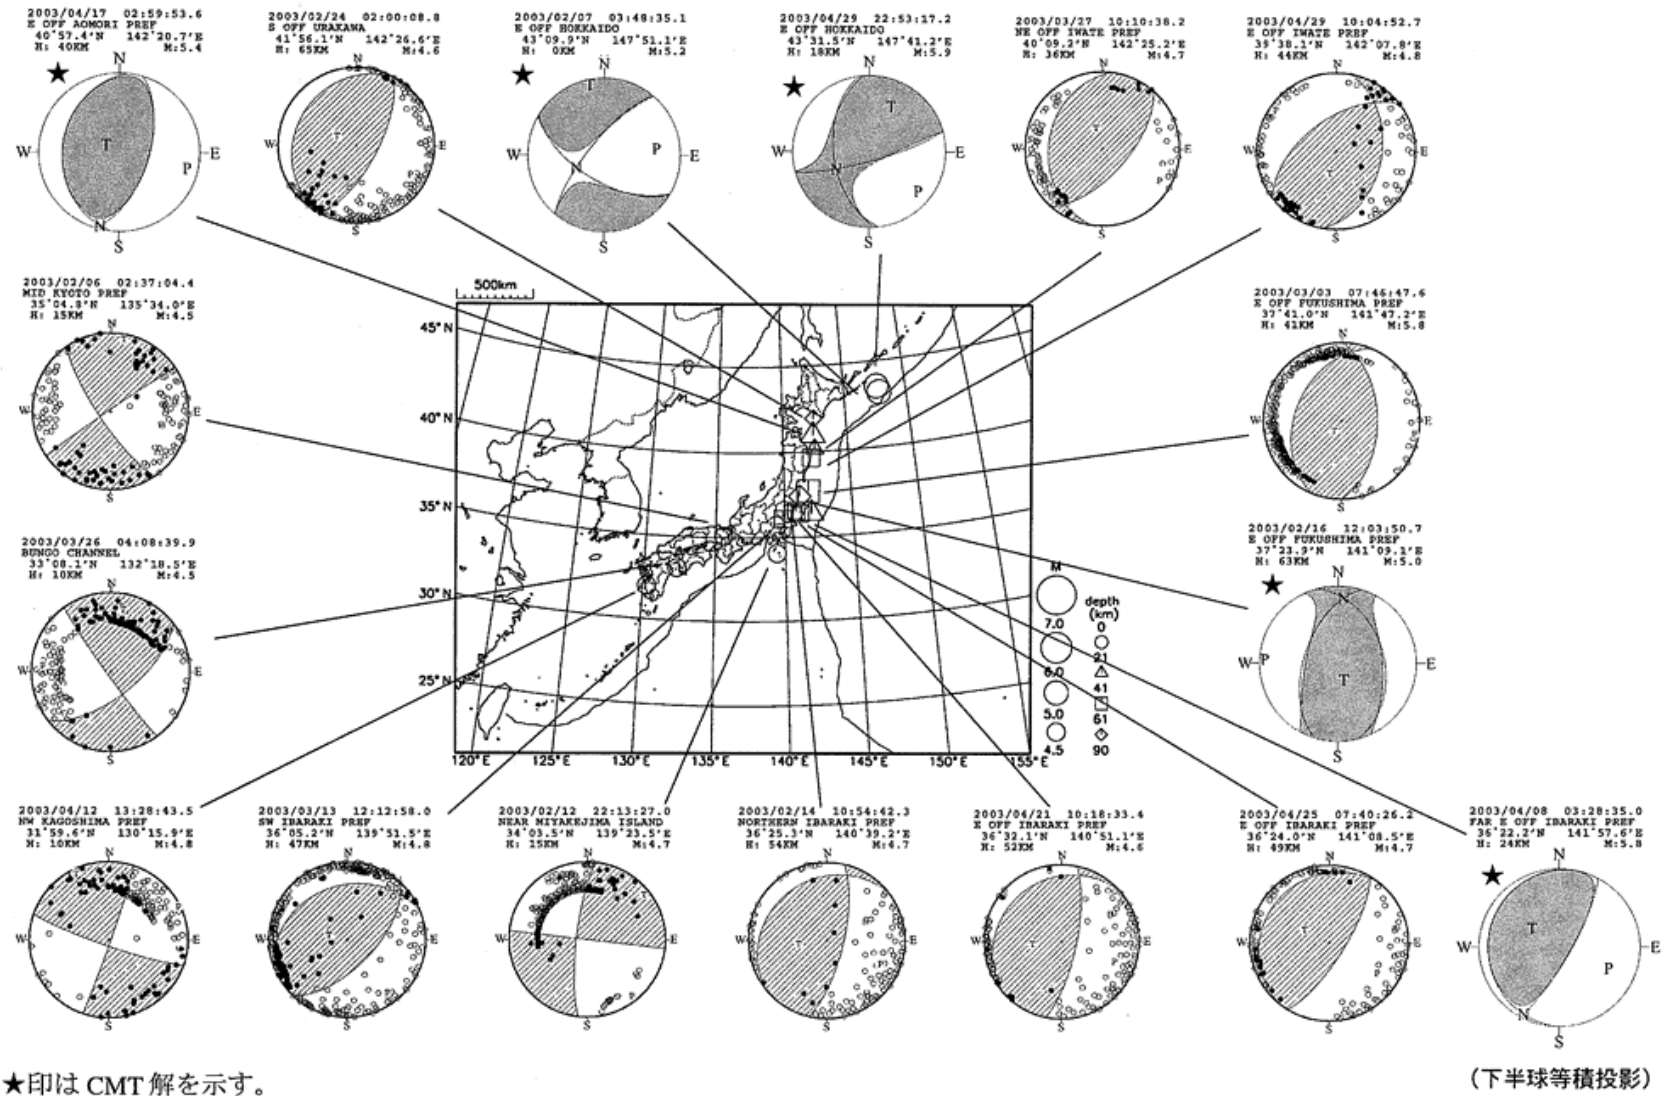 2003/04/17 02:59:53.6
E OFF AOMORI PREF
40°57.4'N 142°20.7'E
H: 40KM M:5.4
★
N
W
T
P
E
N
S
2003/02/24 02:00:08.8
S OFF URAKAWA
41°56.1'N 142°26.6'E
H: 65KM M:4.6
N
W
T
E
P
S
2003/02/07 03:48:35.1
E OFF HOKKAIDO
43°09.9'N 147°51.1'E
H: 0KM M:5.2
★
N
T
W
P
E
N
S
2003/04/29 22:53:17.2
E OFF HOKKAIDO
43°31.5'N 147°41.2'E
H: 18KM M:5.9
★
N
T
W
E
N
P
S
2003/03/27 10:10:38.2
NE OFF IWATE PREF
40°09.2'N 142°25.2'E
H: 36KM M:4.7
N
T
W
E
P
S
2003/04/29 10:04:52.7
E OFF IWATE PREF
39°38.1'N 142°07.8'E
H: 44KM M:4.8
N
W
E
T
S
2003/02/06 02:37:04.4
MID KYOTO PREF
35°04.8'N 135°34.0'E
H: 15KM M:4.5
N
W
E
S
500km
45°N
40°N
35°N
30°N
25°N
120°E 125°E 130°E 135°E 140°E 145°E 150°E 155°E
M
7.0
6.0
5.0
4.5
depth
(km)
0
21
41
61
90
2003/03/03 07:46:47.6
E OFF FUKUSHIMA PREF
37°41.0'N 141°47.2'E
H: 41KM M:5.8
N
W
E
T
S
2003/03/26 04:08:39.9
BUNGO CHANNEL
33°08.1'N 132°18.5'E
H: 10KM M:4.5
N
W
E
S
2003/02/16 12:03:50.7
E OFF FUKUSHIMA PREF
37°23.9'N 141°09.1'E
H: 63KM M:5.0
★
N
N
W
P
E
T
S
2003/04/12 13:28:43.5
NW KAGOSHIMA PREF
31°59.6'N 130°15.9'E
H: 10KM M:4.8
N
W
E
S
2003/03/13 12:12:58.0
SW IBARAKI PREF
36°05.2'N 139°51.5'E
H: 47KM M:4.8
N
W
T
E
P
S
2003/02/12 22:13:27.0
NEAR MIYAKEJIMA ISLAND
34°03.5'N 139°23.5'E
H: 15KM M:4.7
N
W
E
P
S
2003/02/14 10:54:42.3
NORTHERN IBARAKI PREF
36°25.3'N 140°39.2'E
H: 54KM M:4.7
N
W
T
E
P
S
2003/04/21 10:18:33.4
E OFF IBARAKI PREF
36°32.1'N 140°51.1'E
H: 52KM M:4.6
N
W
T
E
P
S
2003/04/25 07:40:26.2
E OFF IBARAKI PREF
36°24.0'N 141°08.5'E
H: 49KM M:4.7
N
W
T
E
P
S
2003/04/08 03:28:35.0
FAR E OFF IBARAKI PREF
36°22.2'N 141°57.6'E
H: 24KM M:5.8
★
N
T
W
E
P
N
S
★印は CMT 解を示す。
（下半球等積投影）